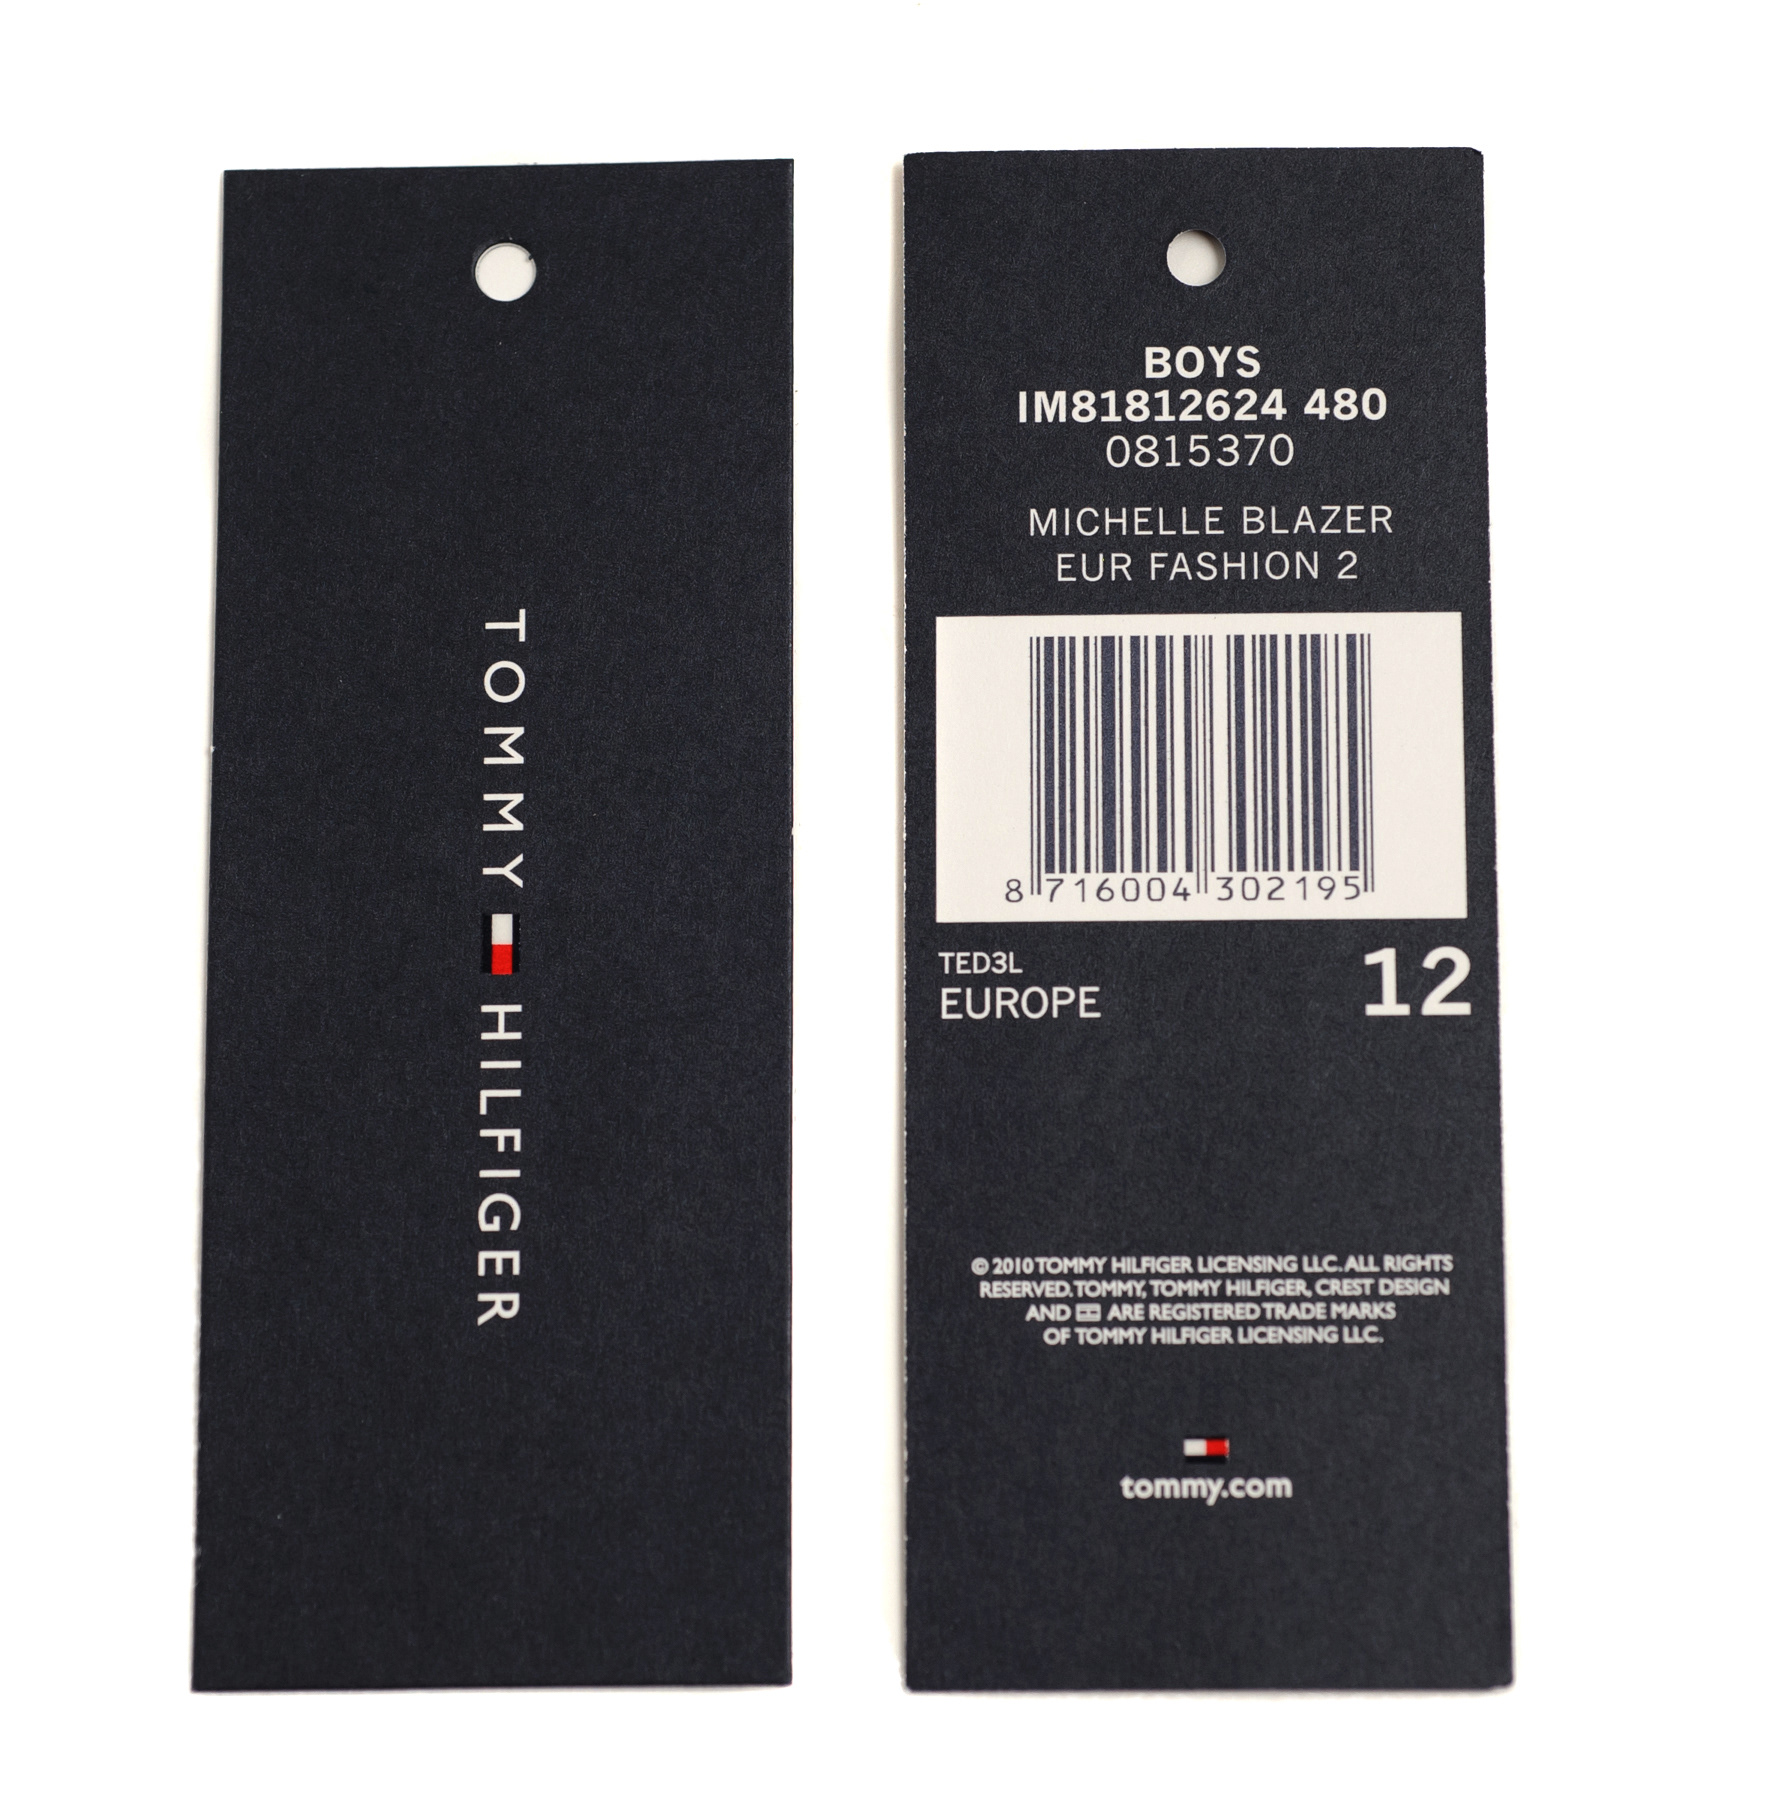 TOMMY HILFIGER
BOYS
IM81812624 480
0815370
MICHELLE BLAZER
EUR FASHION 2
8 716004 302195
TED3L
EUROPE
12
© 2010 TOMMY HILFIGER LICENSING LLC. ALL RIGHTS
RESERVED. TOMMY, TOMMY HILFIGER, CREST DESIGN
AND ARE REGISTERED TRADE MARKS
OF TOMMY HILFIGER LICENSING LLC.
tommy.com